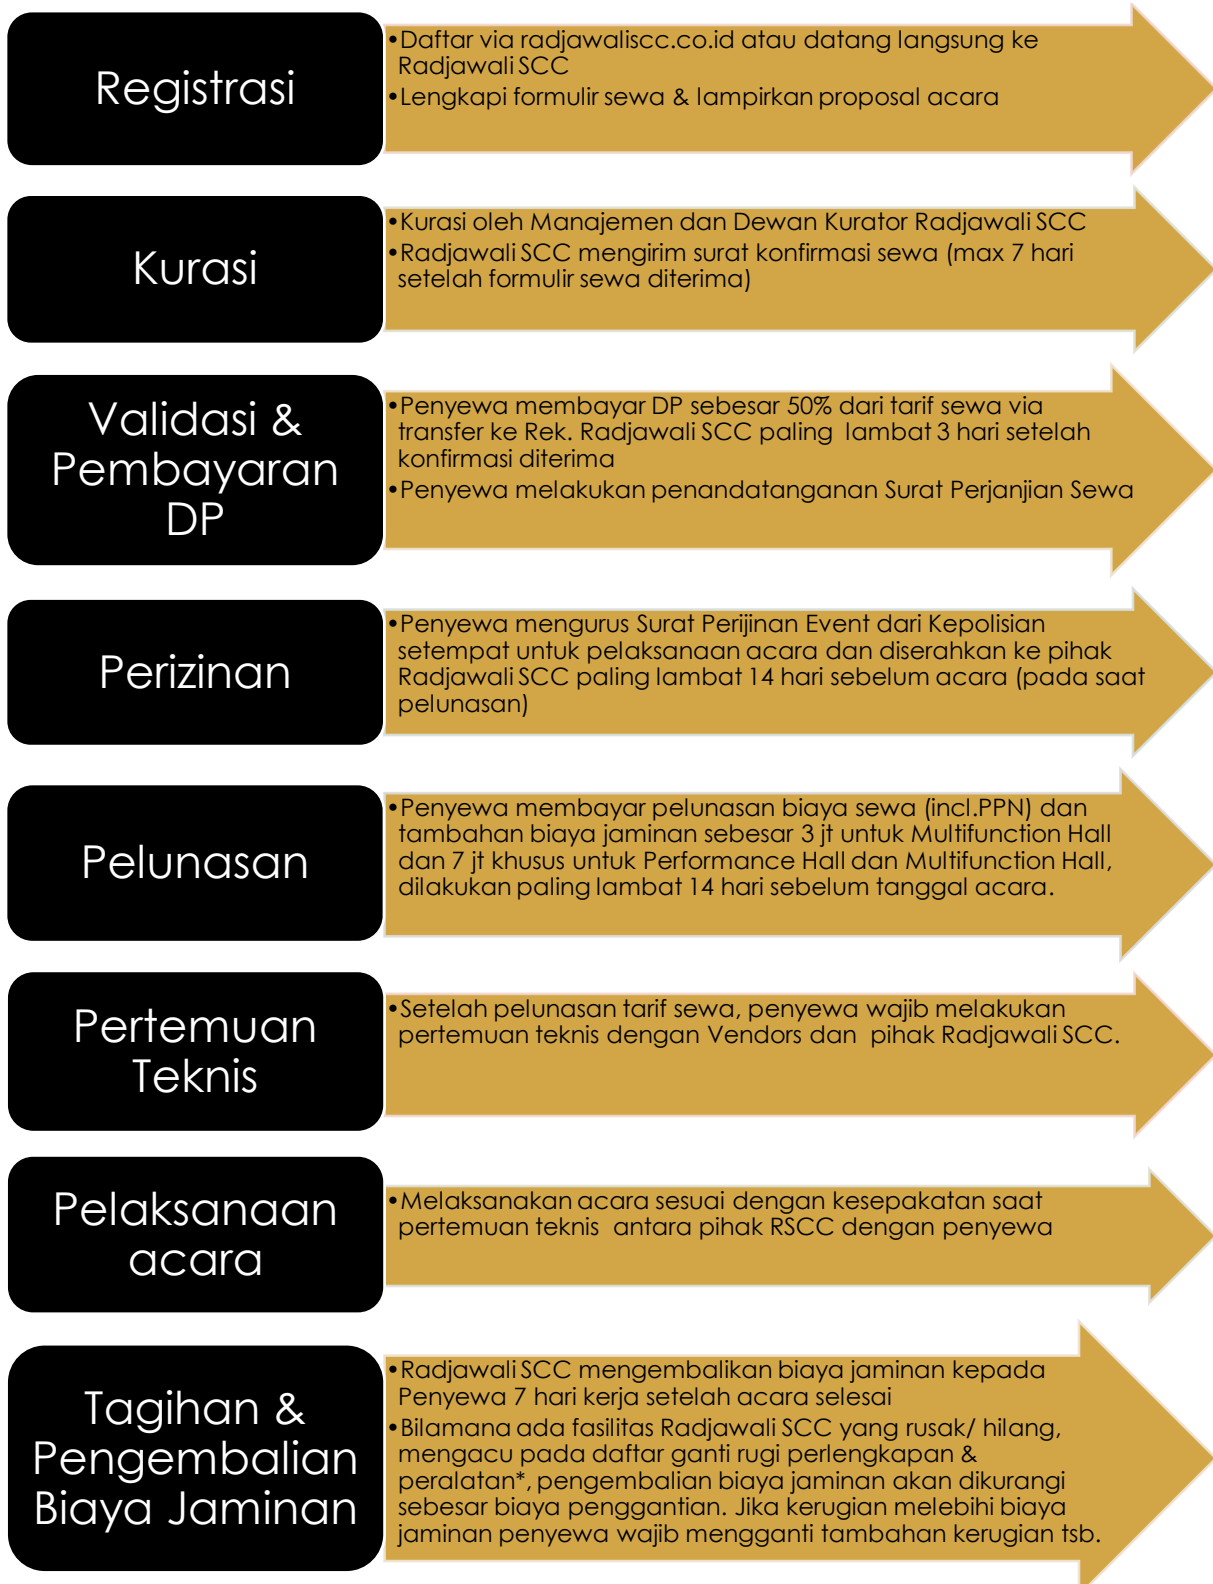 Registrasi
•Daftar via radjawaliscc.co.id atau datang langsung ke
Radjawali SCC
•Lengkapi formulir sewa & lampirkan proposal acara
Kurasi
•Kurasi oleh Manajemen dan Dewan Kurator Radjawali SCC
•Radjawali SCC mengirim surat konfirmasi sewa (max 7 hari
setelah formulir sewa diterima)
Validasi &
Pembayaran
DP
•Penyewa membayar DP sebesar 50% dari tarif sewa via
transfer ke Rek. Radjawali SCC paling lambat 3 hari setelah
konfirmasi diterima
•Penyewa melakukan penandatanganan Surat Perjanjian Sewa
Perizinan
•Penyewa mengurus Surat Perijinan Event dari Kepolisian
setempat untuk pelaksanaan acara dan diserahkan ke pihak
Radjawali SCC paling lambat 14 hari sebelum acara (pada saat
pelunasan)
Pelunasan
•Penyewa membayar pelunasan biaya sewa (incl.PPN) dan
tambahan biaya jaminan sebesar 3 jt untuk Multifunction Hall
dan 7 jt khusus untuk Performance Hall dan Multifunction Hall,
dilakukan paling lambat 14 hari sebelum tanggal acara.
Pertemuan
Teknis
•Setelah pelunasan tarif sewa, penyewa wajib melakukan
pertemuan teknis dengan Vendors dan pihak Radjawali SCC.
Pelaksanaan
acara
•Melaksanakan acara sesuai dengan kesepakatan saat
pertemuan teknis antara pihak RSCC dengan penyewa
Tagihan &
Pengembalian
Biaya Jaminan
•Radjawali SCC mengembalikan biaya jaminan kepada
Penyewa 7 hari kerja setelah acara selesai
•Bilamana ada fasilitas Radjawali SCC yang rusak/ hilang,
mengacu pada daftar ganti rugi perlengkapan &
peralatan*, pengembalian biaya jaminan akan dikurangi
sebesar biaya penggantian. Jika kerugian melebihi biaya
jaminan penyewa wajib mengganti tambahan kerugian tsb.